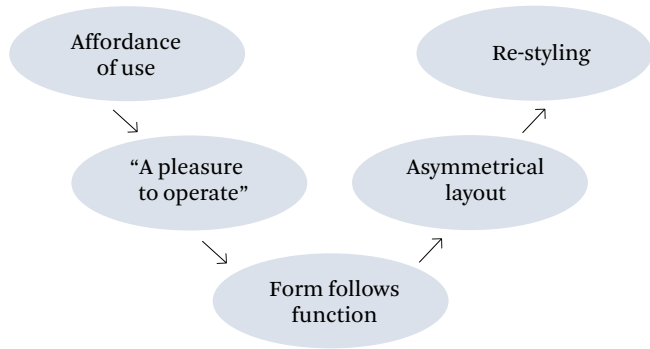 Affordance
of use
“A pleasure
to operate”
Form follows
function
Asymmetrical
layout
Re-styling